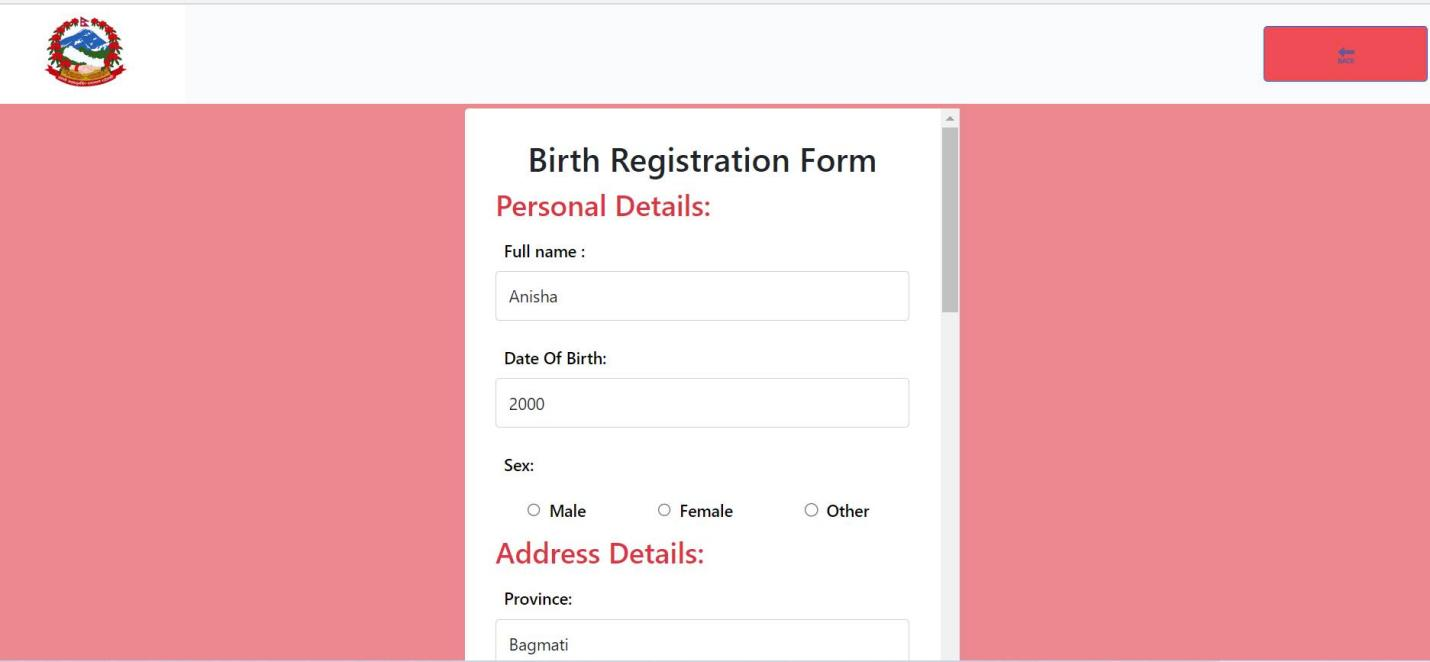 BACK
Birth Registration Form
Personal Details:
Full name :
Anisha
Date Of Birth:
2000
Sex:
Male Female Other
Address Details:
Province:
Bagmati